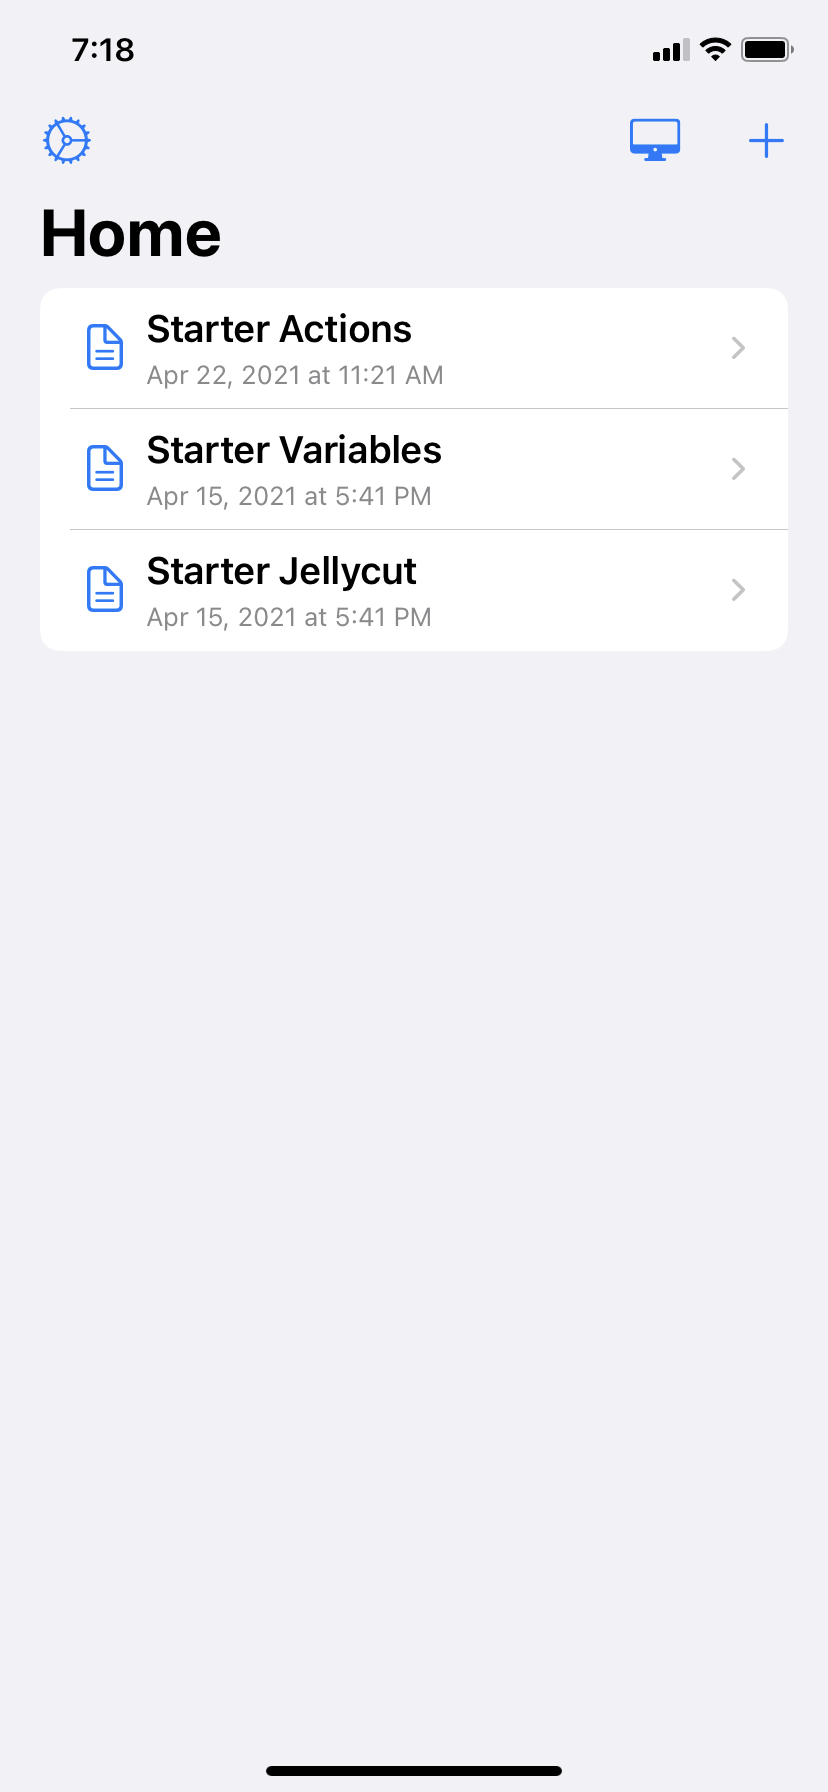 7:18
Home
Starter Actions
Apr 22, 2021 at 11:21 AM
Starter Variables
Apr 15, 2021 at 5:41 PM
Starter Jellycut
Apr 15, 2021 at 5:41 PM